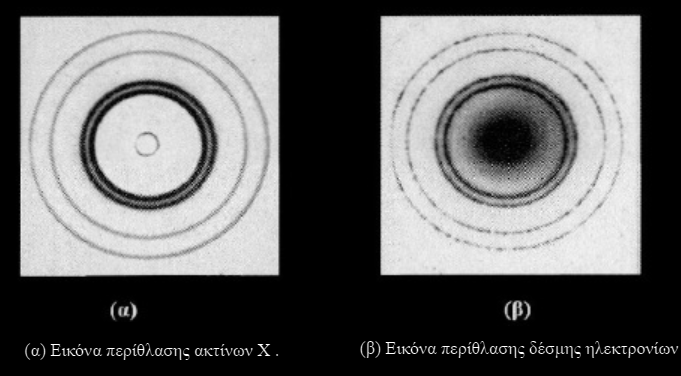 (α)
(β)
(α) Εικόνα περίθλασης ακτίνων Χ .
(β) Εικόνα περίθλασης δέσμης ηλεκτρονίων